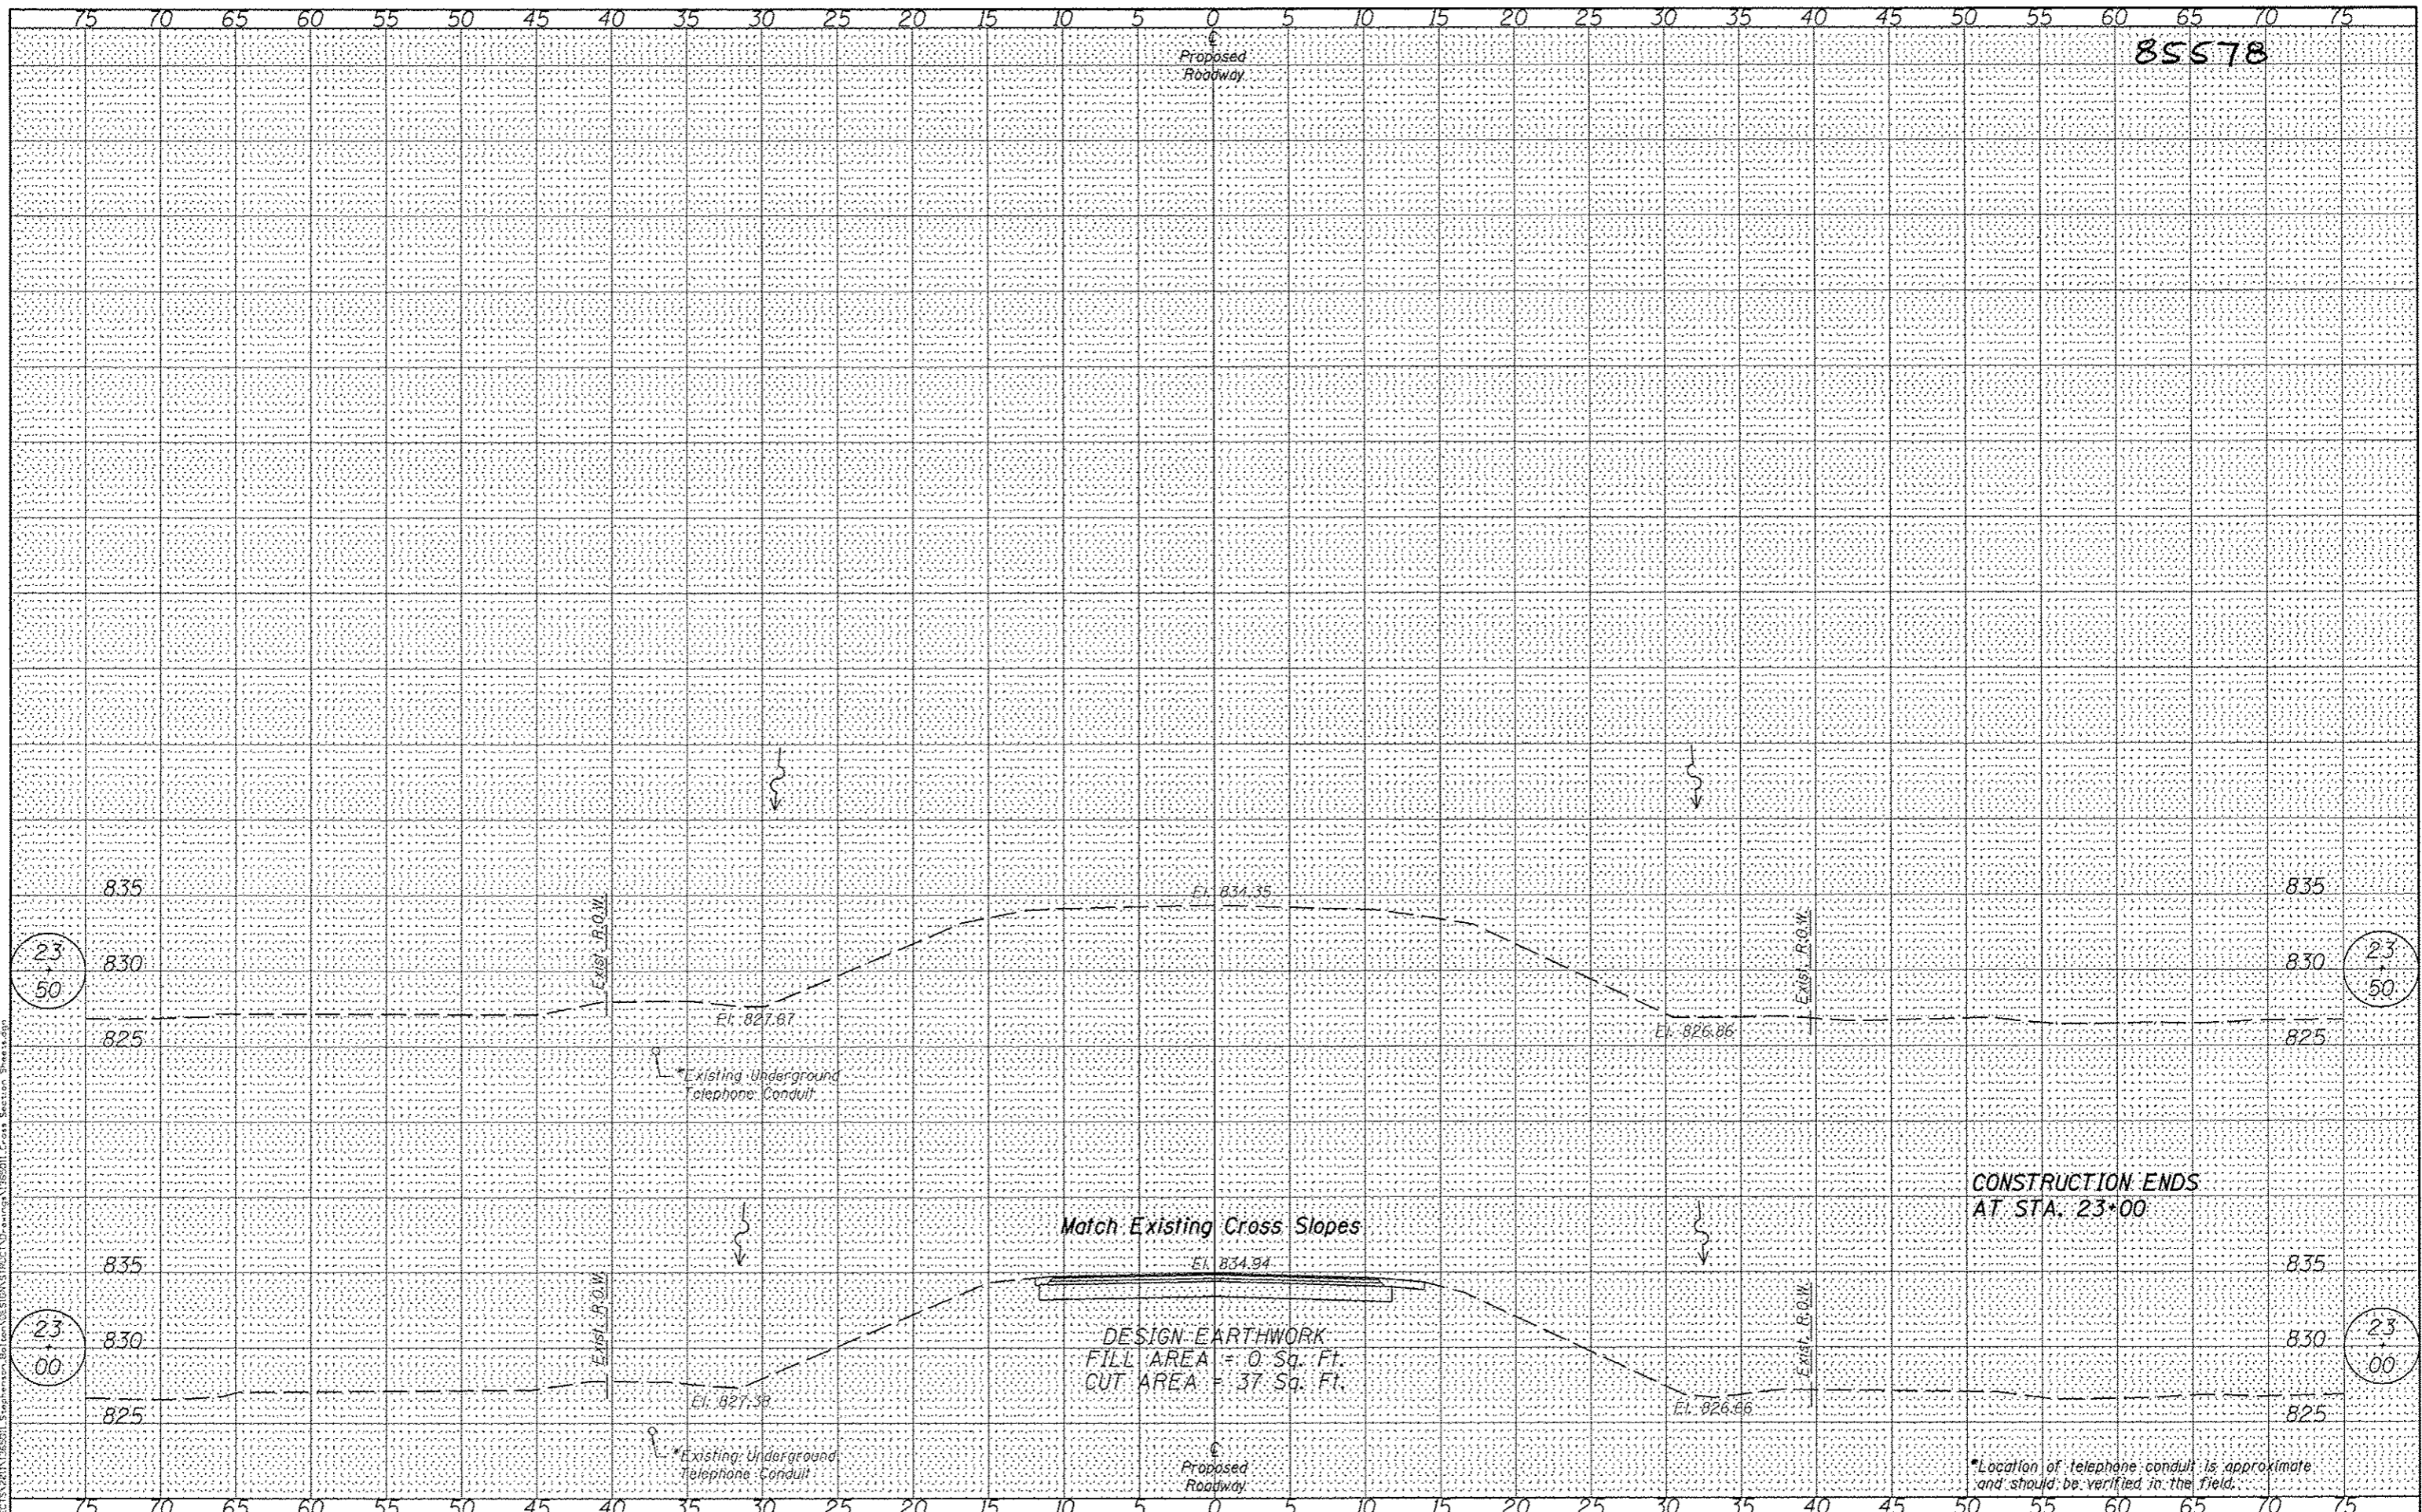 75 70 65 60 55 50 45 40 35 30 25 20 15 10 5 0 5 10 15 20 25 30 35 40 45 50 55 60 65 70 75
℄
Proposed
Roadway
85578
El. 834.35
835
835
Exist. R.O.W.
Exist. R.O.W.
23
+
50
830
830
23
+
50
El. 827.67
El. 826.86
825
825
*Existing Underground
Telephone Conduit
CONSTRUCTION ENDS
AT STA. 23+00
Match Existing Cross Slopes
El. 834.94
835
835
Exist. R.O.W.
Exist. R.O.W.
23
+
00
830
830
23
+
00
DESIGN EARTHWORK
FILL AREA = 0 Sq. Ft.
CUT AREA = 37 Sq. Ft.
El. 827.38
El. 826.66
825
825
*Existing Underground
Telephone Conduit
℄
Proposed
Roadway
*Location of telephone conduit is approximate
and should be verified in the field.
75 70 65 60 55 50 45 40 35 30 25 20 15 10 5 0 5 10 15 20 25 30 35 40 45 50 55 60 65 70 75